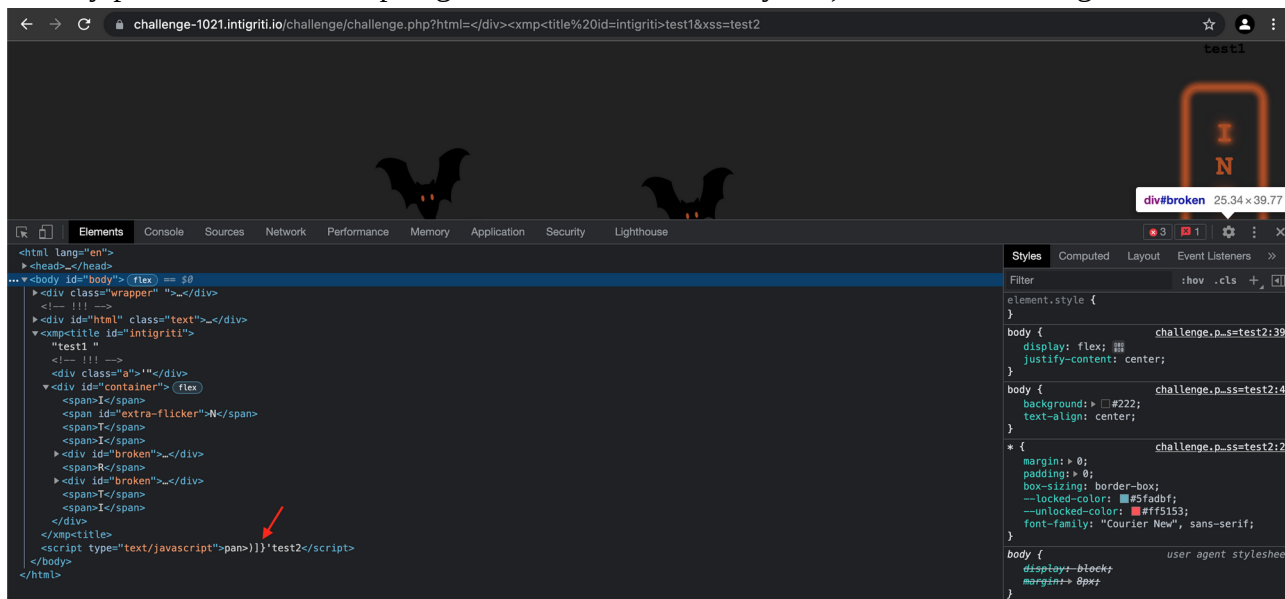 challenge-1021.intigriti.io/challenge/challenge.php?html=</div><xmp<title%20id=intigriti>test1&xss=test2
test1
I
N
div#broken 25.34 × 39.77
Elements Console Sources Network Performance Memory Application Security Lighthouse 3 1
<html lang="en">
<head>…</head>
<body id="body"> flex == $0
<div class="wrapper" ">…</div>
<!-- !!! -->
<div id="html" class="text">…</div>
<xmp<title id="intigriti">
"test1 "
<!-- !!! -->
<div class="a">'"</div>
<div id="container"> flex
<span>I</span>
<span id="extra-flicker">N</span>
<span>T</span>
<span>I</span>
<div id="broken">…</div>
<span>R</span>
<div id="broken">…</div>
<span>T</span>
<span>I</span>
</div>
</xmp<title>
<script type="text/javascript">pan>)]}'test2</script>
</body>
</html>
Styles Computed Layout Event Listeners »
Filter :hov .cls +
element.style {
}
body { challenge.p…s=test2:39
display: flex;
justify-content: center;
}
body { challenge.p…ss=test2:4
background: #222;
text-align: center;
}
* { challenge.p…ss=test2:2
margin: 0;
padding: 0;
box-sizing: border-box;
--locked-color: #5fadbf;
--unlocked-color: #ff5153;
font-family: "Courier New", sans-serif;
}
body { user agent styleshee
display: block;
margin: 8px;
}